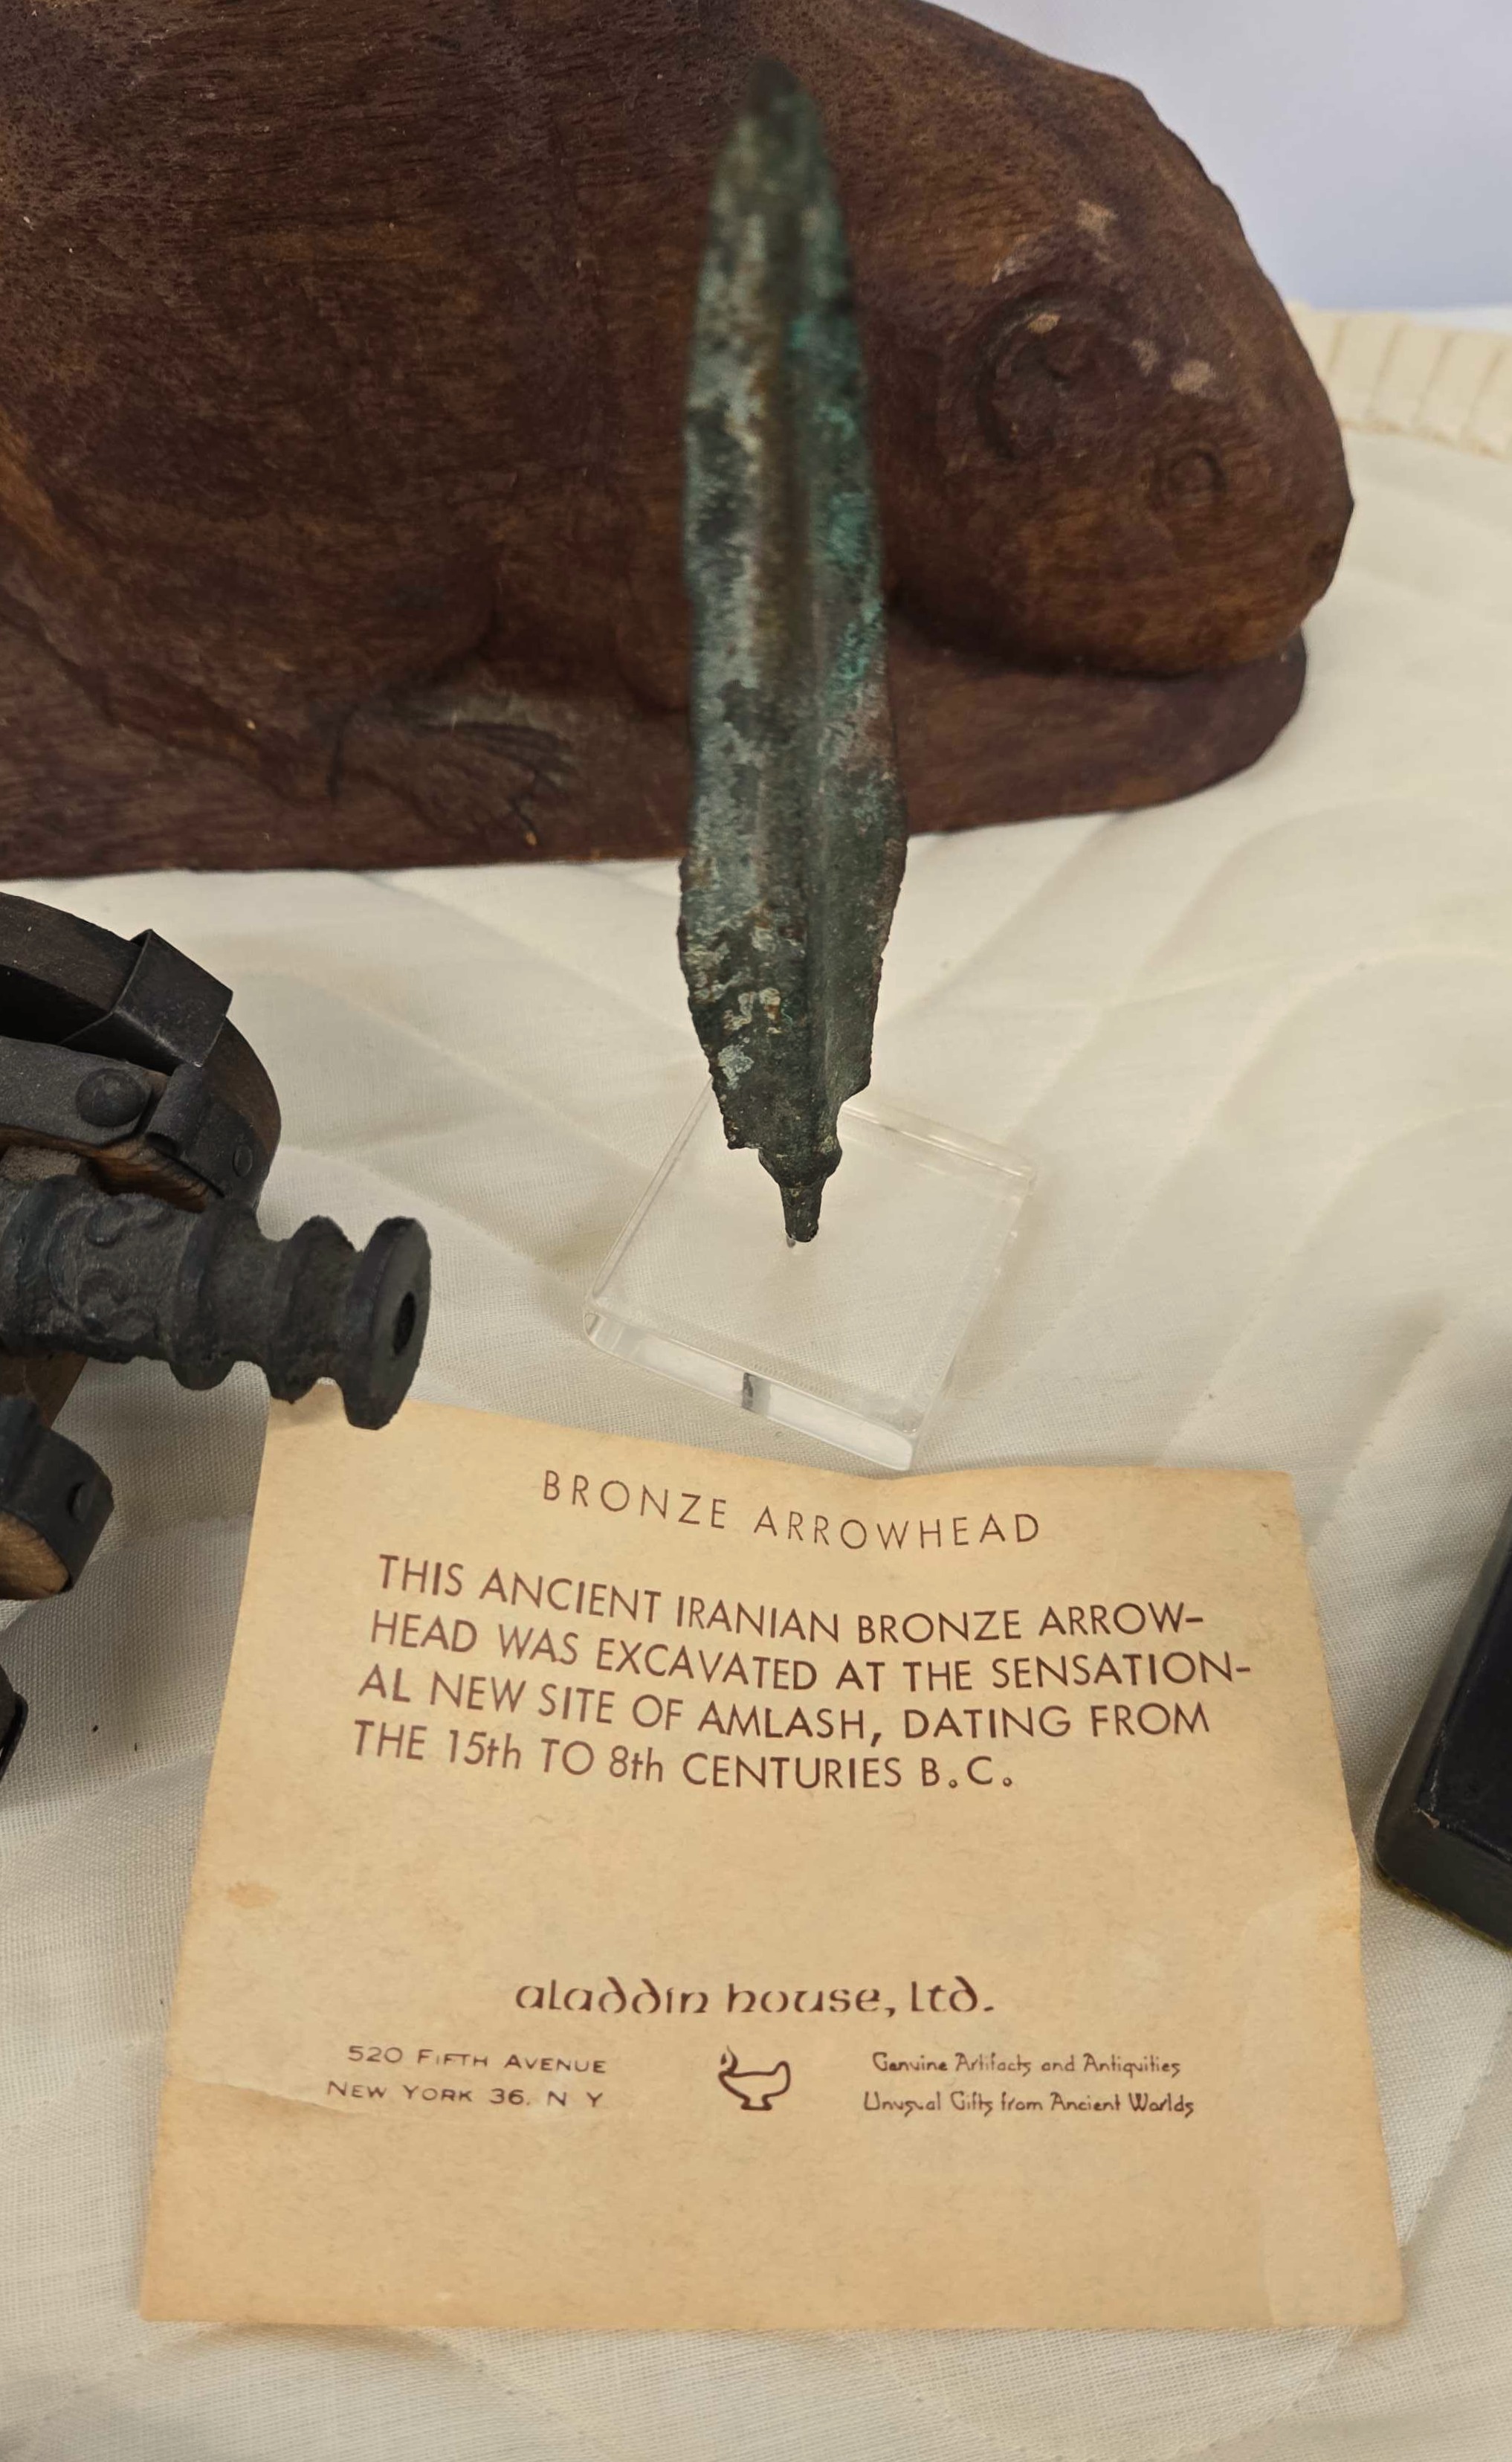 BRONZE ARROWHEAD
THIS ANCIENT IRANIAN BRONZE ARROW-
HEAD WAS EXCAVATED AT THE SENSATION-
AL NEW SITE OF AMLASH, DATING FROM
THE 15th TO 8th CENTURIES B.C.
aladdin house, ltd.
520 FIFTH AVENUE
NEW YORK 36. N Y
Genuine Artifacts and Antiquities
Unusual Gifts from Ancient Worlds